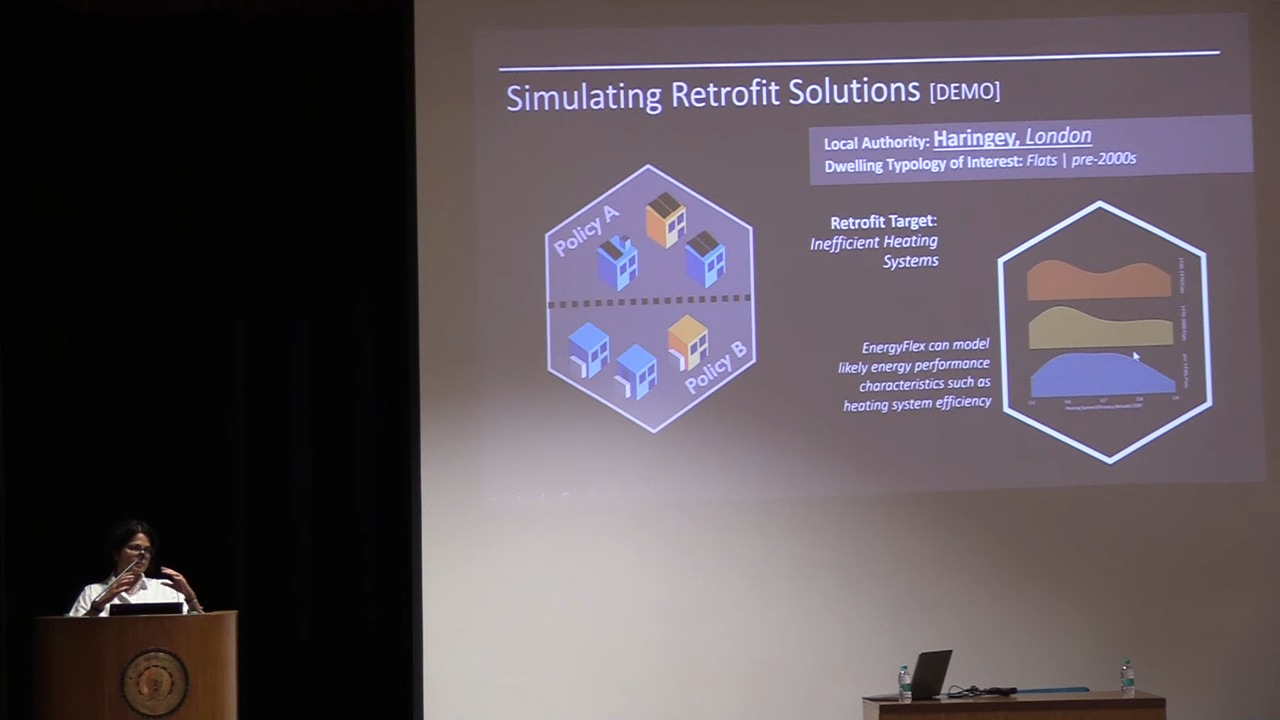 Simulating Retrofit Solutions [DEMO]
Local Authority: Haringey, London
Dwelling Typology of Interest: Flats | pre-2000s
Policy A
Policy B
Retrofit Target:
Inefficient Heating
Systems
EnergyFlex can model
likely energy performance
characteristics such as
heating system efficiency